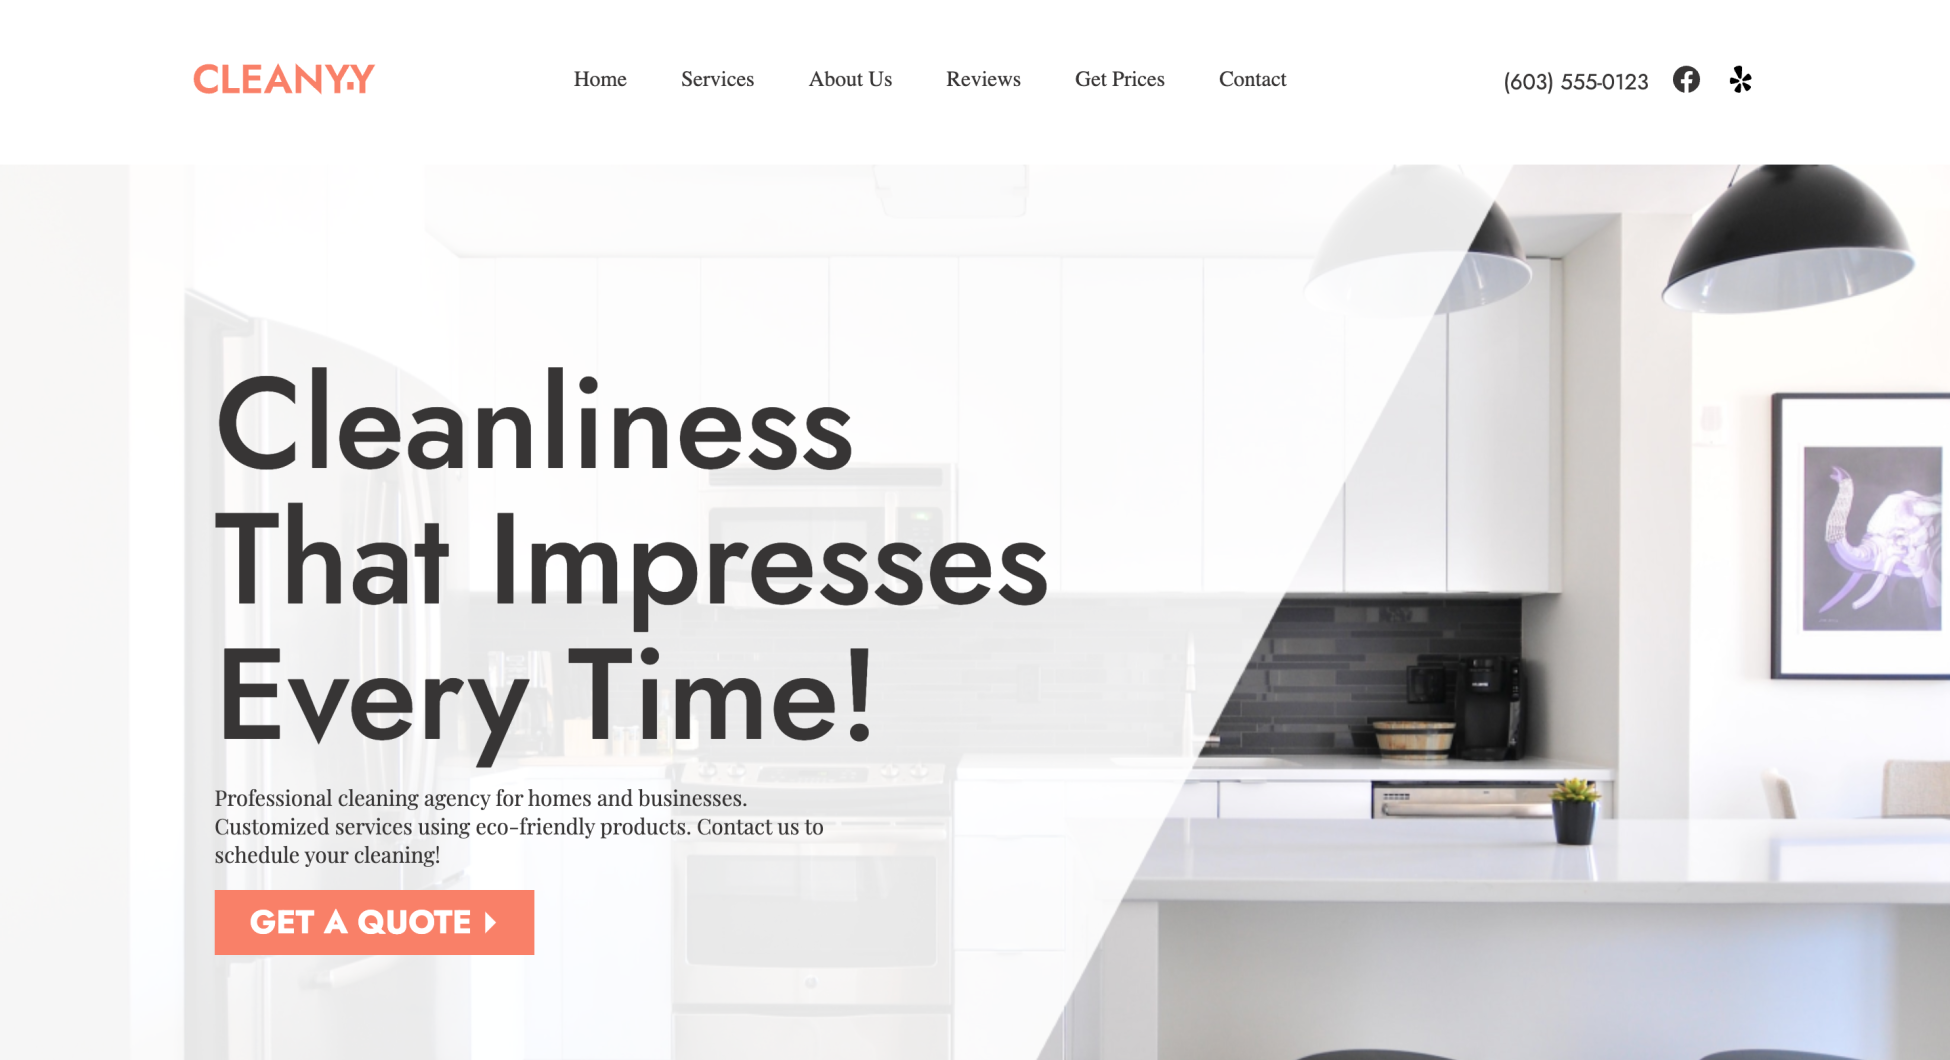 CLEANYY
Home Services About Us Reviews Get Prices Contact
(603) 555-0123
Cleanliness
That Impresses
Every Time!
Professional cleaning agency for homes and businesses.
Customized services using eco-friendly products. Contact us to
schedule your cleaning!
GET A QUOTE